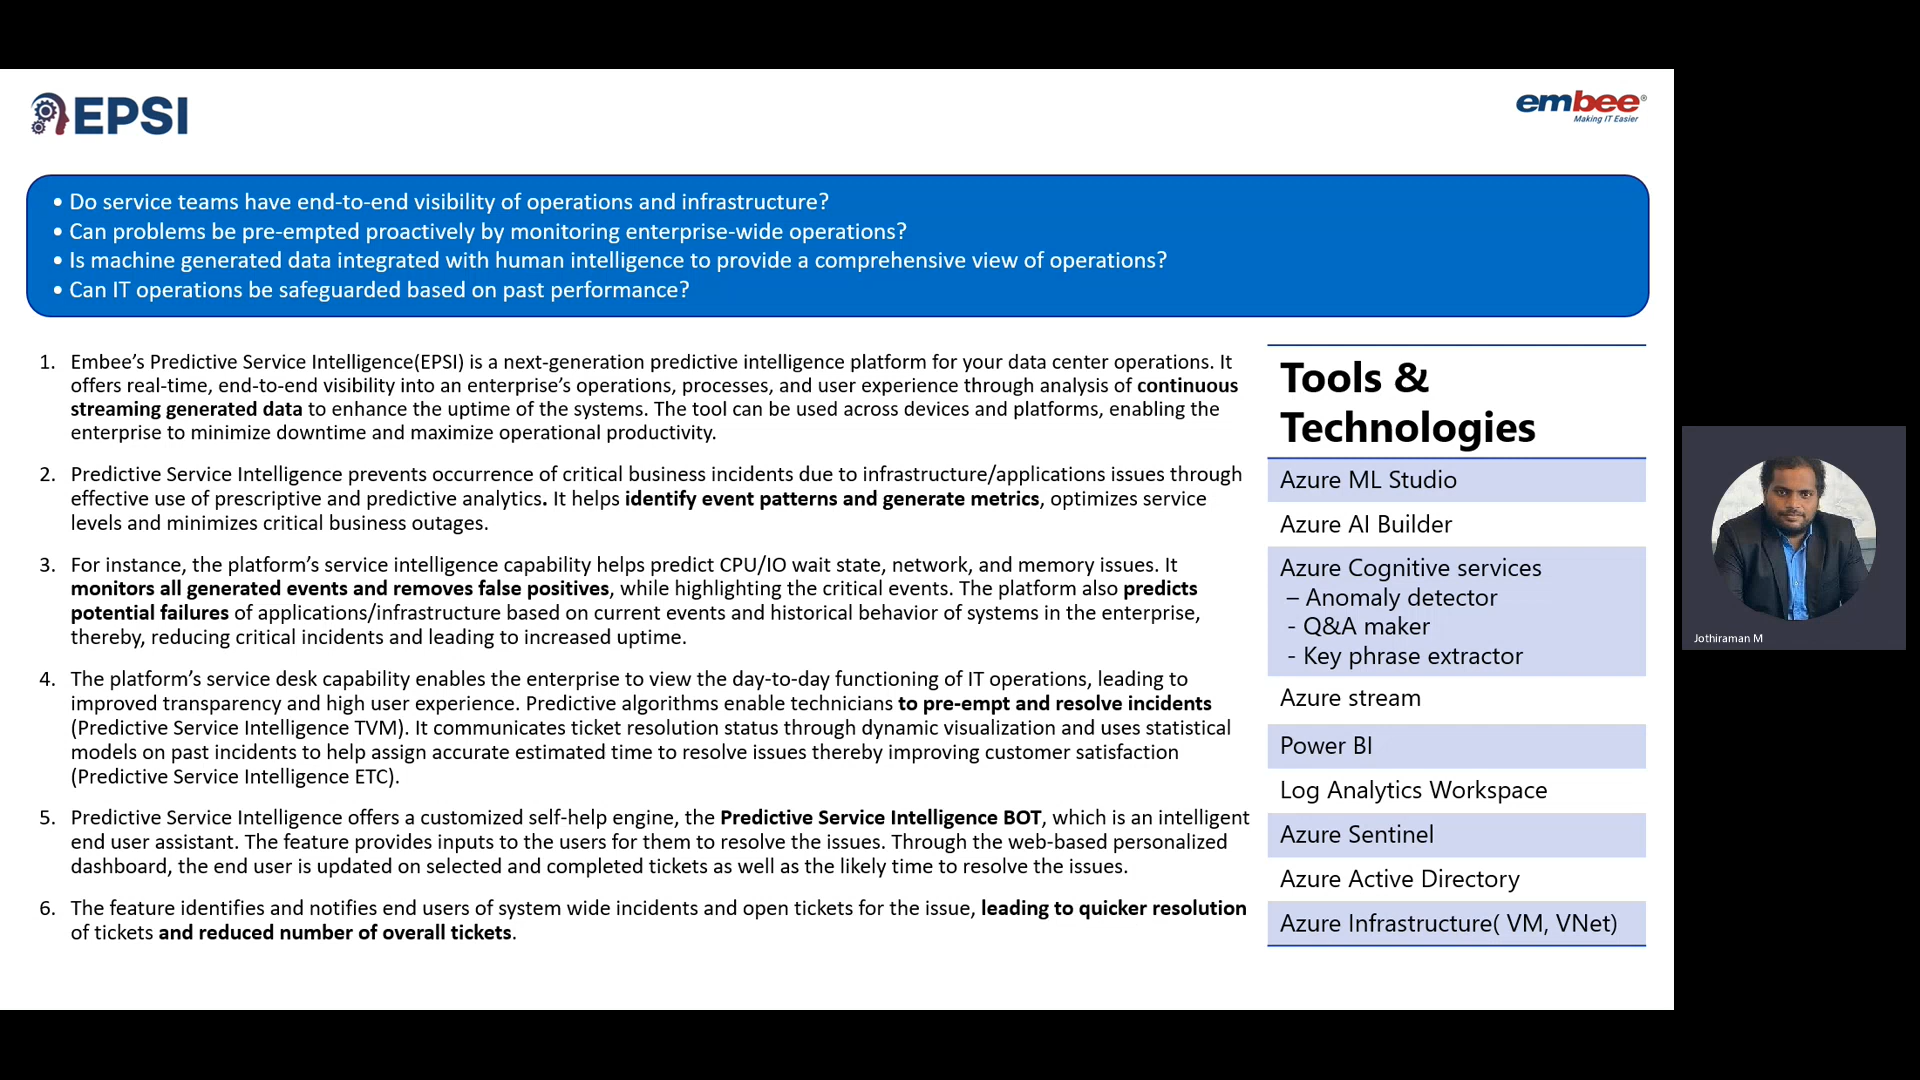 EPSI
embee®
Making IT Easier
• Do service teams have end-to-end visibility of operations and infrastructure?
• Can problems be pre-empted proactively by monitoring enterprise-wide operations?
• Is machine generated data integrated with human intelligence to provide a comprehensive view of operations?
• Can IT operations be safeguarded based on past performance?
1. Embee’s Predictive Service Intelligence(EPSI) is a next-generation predictive intelligence platform for your data center operations. It
offers real-time, end-to-end visibility into an enterprise’s operations, processes, and user experience through analysis of continuous
streaming generated data to enhance the uptime of the systems. The tool can be used across devices and platforms, enabling the
enterprise to minimize downtime and maximize operational productivity.
2. Predictive Service Intelligence prevents occurrence of critical business incidents due to infrastructure/applications issues through
effective use of prescriptive and predictive analytics. It helps identify event patterns and generate metrics, optimizes service
levels and minimizes critical business outages.
3. For instance, the platform’s service intelligence capability helps predict CPU/IO wait state, network, and memory issues. It
monitors all generated events and removes false positives, while highlighting the critical events. The platform also predicts
potential failures of applications/infrastructure based on current events and historical behavior of systems in the enterprise,
thereby, reducing critical incidents and leading to increased uptime.
4. The platform’s service desk capability enables the enterprise to view the day-to-day functioning of IT operations, leading to
improved transparency and high user experience. Predictive algorithms enable technicians to pre-empt and resolve incidents
(Predictive Service Intelligence TVM). It communicates ticket resolution status through dynamic visualization and uses statistical
models on past incidents to help assign accurate estimated time to resolve issues thereby improving customer satisfaction
(Predictive Service Intelligence ETC).
5. Predictive Service Intelligence offers a customized self-help engine, the Predictive Service Intelligence BOT, which is an intelligent
end user assistant. The feature provides inputs to the users for them to resolve the issues. Through the web-based personalized
dashboard, the end user is updated on selected and completed tickets as well as the likely time to resolve the issues.
6. The feature identifies and notifies end users of system wide incidents and open tickets for the issue, leading to quicker resolution
of tickets and reduced number of overall tickets.
Tools &
Technologies
Azure ML Studio
Azure AI Builder
Azure Cognitive services
– Anomaly detector
- Q&A maker
- Key phrase extractor
Azure stream
Power BI
Log Analytics Workspace
Azure Sentinel
Azure Active Directory
Azure Infrastructure( VM, VNet)
Jothiraman M